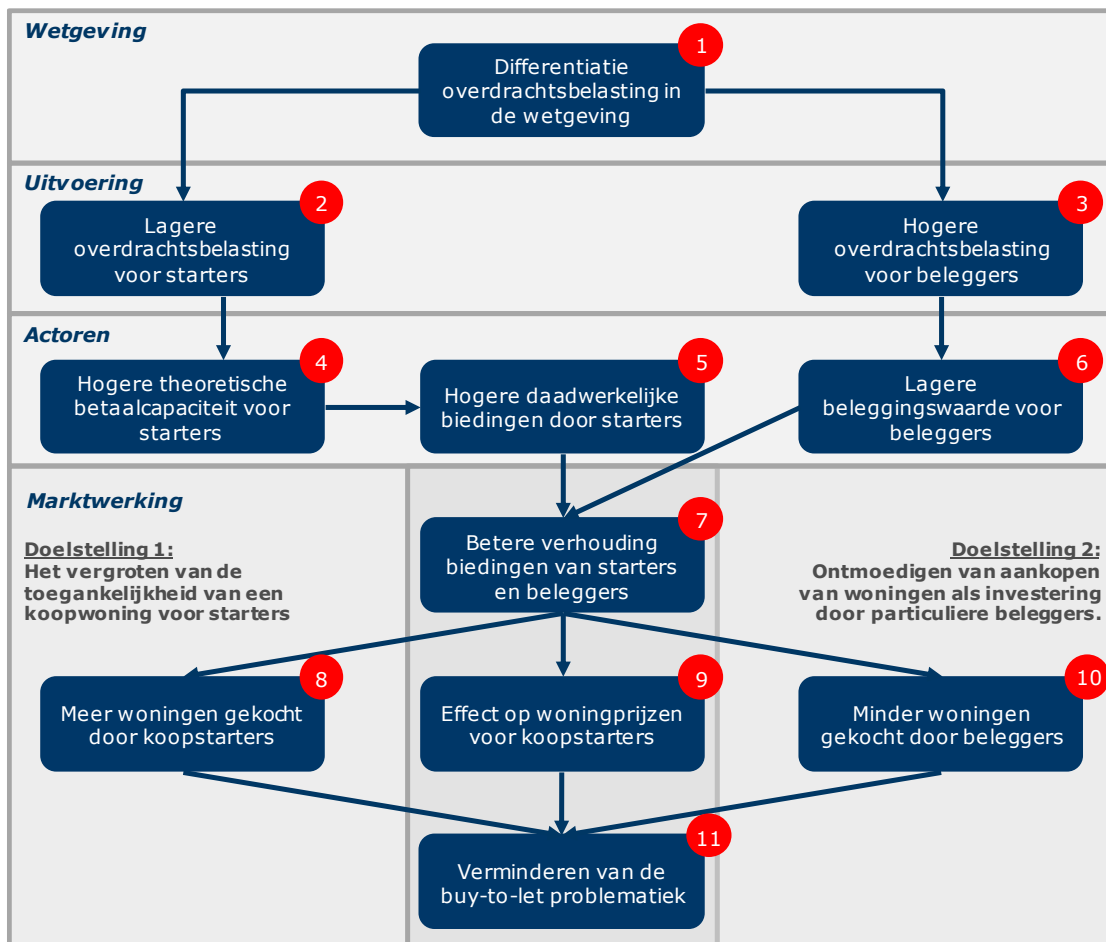 Wetgeving
1
Differentiatie
overdrachtsbelasting in
de wetgeving
Uitvoering
2
Lagere
overdrachtsbelasting
voor starters
3
Hogere
overdrachtsbelasting
voor beleggers
Actoren
4
Hogere theoretische
betaalcapaciteit voor
starters
5
Hogere daadwerkelijke
biedingen door starters
6
Lagere
beleggingswaarde voor
beleggers
Marktwerking
Doelstelling 1:
Het vergroten van de
toegankelijkheid van een
koopwoning voor starters
7
Betere verhouding
biedingen van starters
en beleggers
Doelstelling 2:
Ontmoedigen van aankopen
van woningen als investering
door particuliere beleggers.
8
Meer woningen gekocht
door koopstarters
9
Effect op woningprijzen
voor koopstarters
10
Minder woningen
gekocht door beleggers
11
Verminderen van de
buy-to-let problematiek